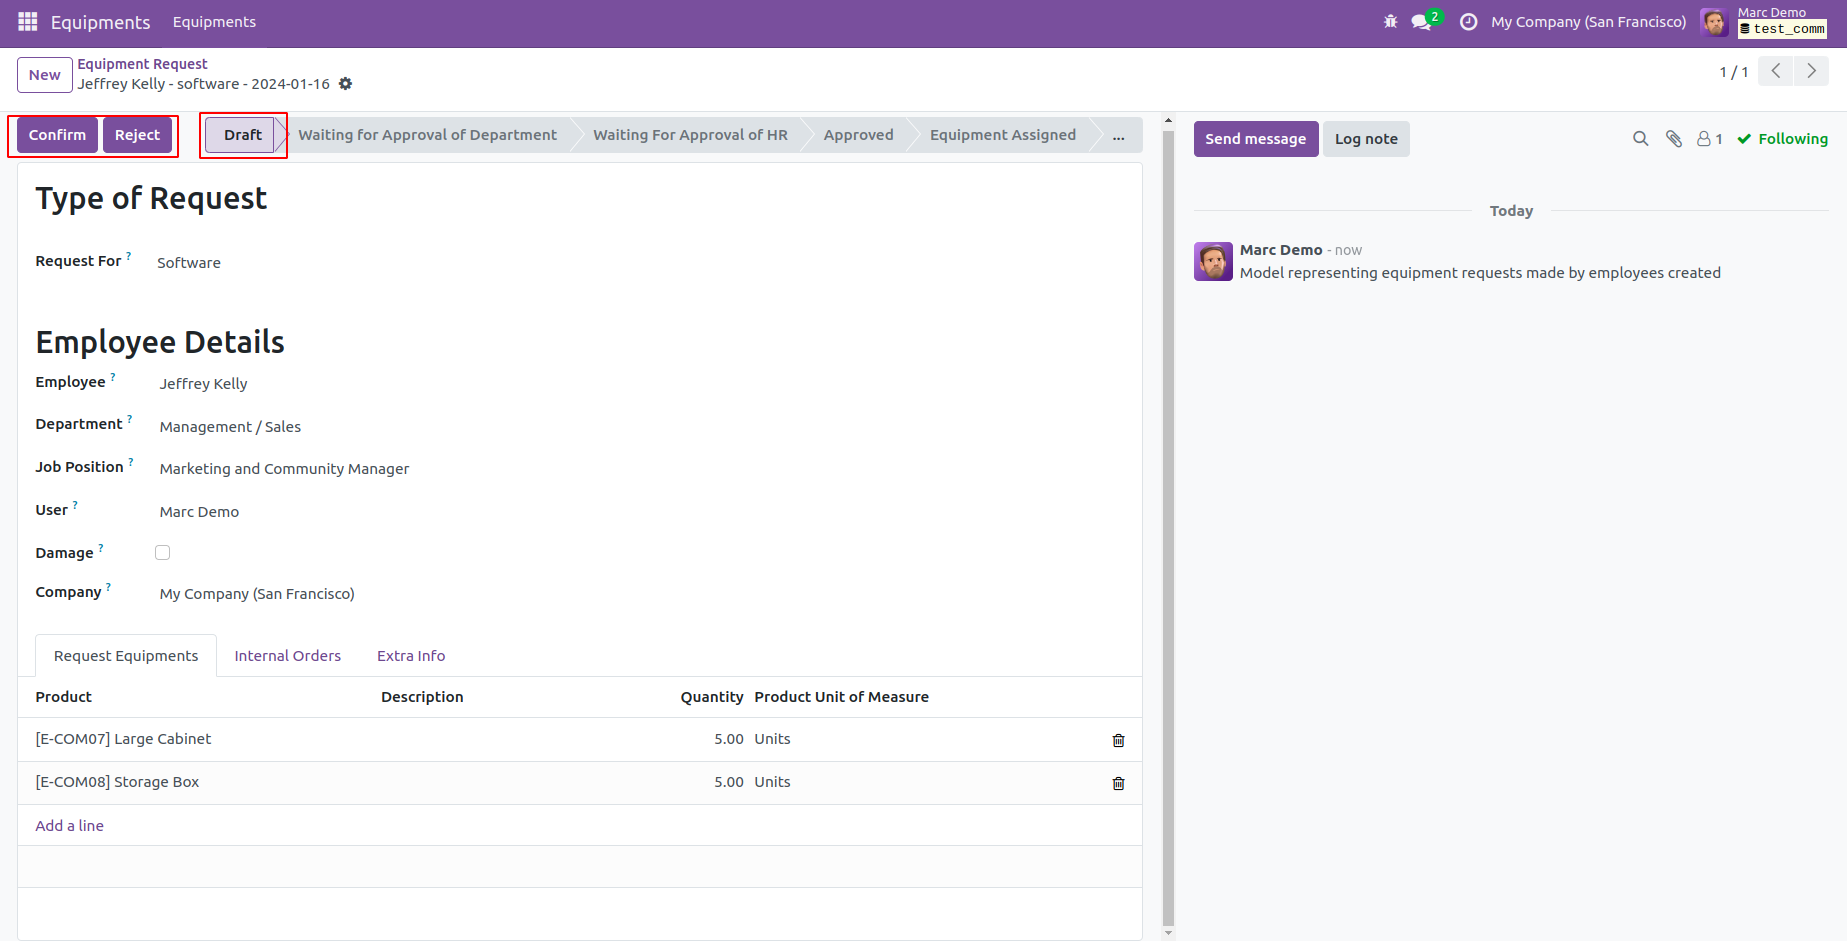 Equipments Equipments 2 My Company (San Francisco) Marc Demo
test_comm
New Equipment Request
Jeffrey Kelly - software - 2024-01-16 1 / 1
Confirm Reject Draft Waiting for Approval of Department Waiting For Approval of HR Approved Equipment Assigned ...
Send message Log note 1 Following
Type of Request
Request For ? Software
Employee Details
Employee ? Jeffrey Kelly
Department ? Management / Sales
Job Position ? Marketing and Community Manager
User ? Marc Demo
Damage ?
Company ? My Company (San Francisco)
Request Equipments Internal Orders Extra Info
Product Description Quantity Product Unit of Measure
[E-COM07] Large Cabinet 5.00 Units
[E-COM08] Storage Box 5.00 Units
Add a line
Today
Marc Demo - now
Model representing equipment requests made by employees created